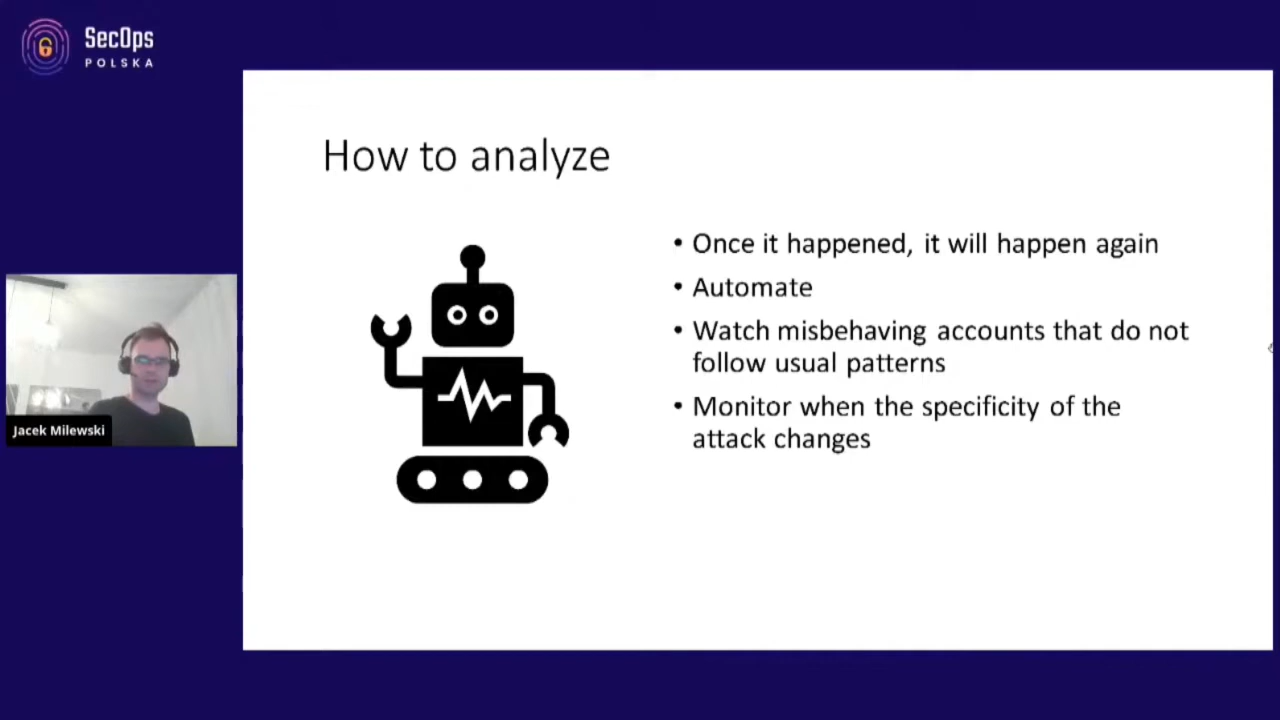 SecOps
POLSKA
How to analyze
• Once it happened, it will happen again
• Automate
• Watch misbehaving accounts that do not
follow usual patterns
• Monitor when the specificity of the
attack changes
Jacek Milewski